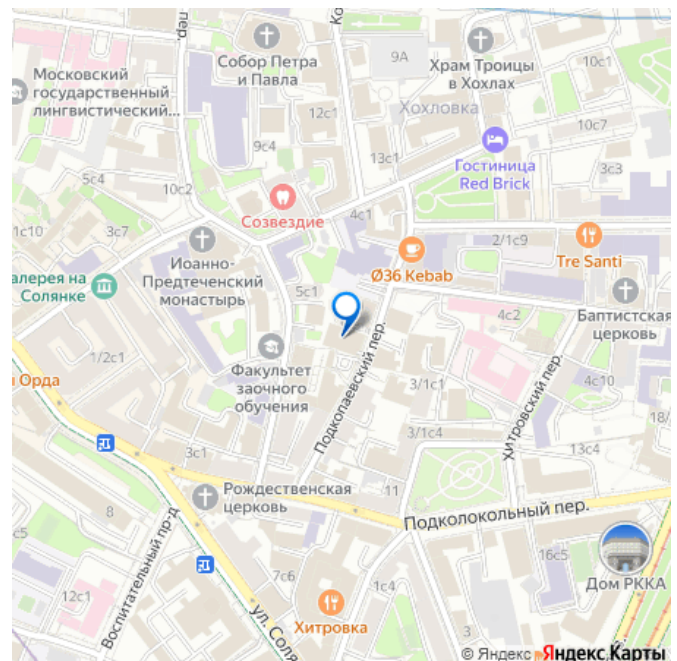 пер.
Ко
Собор Петра
и Павла
9А
Храм Троицы
в Хохлах
10с1
Московский
государственный
лингвистический...
12с1
Хохловка
10с7
9с4
13с1
Гостиница
Red Brick
3с3
5с4
10с2
Созвездие
4с1
1с10
3с7
2/1с9
Tre Santi
Ø36 Kebab
Иоанно-
Предтеченский
монастырь
алерея на
Солянке
5с1
4с2
Баптистская
церковь
1/2с1
Факультет
заочного
обучения
Подкопаевский пер.
3/1с1
Хитровский пер.
4с10
ы Орда
18/
3/1с4
13с4
3с1
Рождественская
церковь
11
Подколокольный пер.
8
Воспитательный пр-д
16с5
Дом РККА
7с6
1с4
12с1
ул. Соля
Хитровка
3
© Яндекс Яндекс Карты